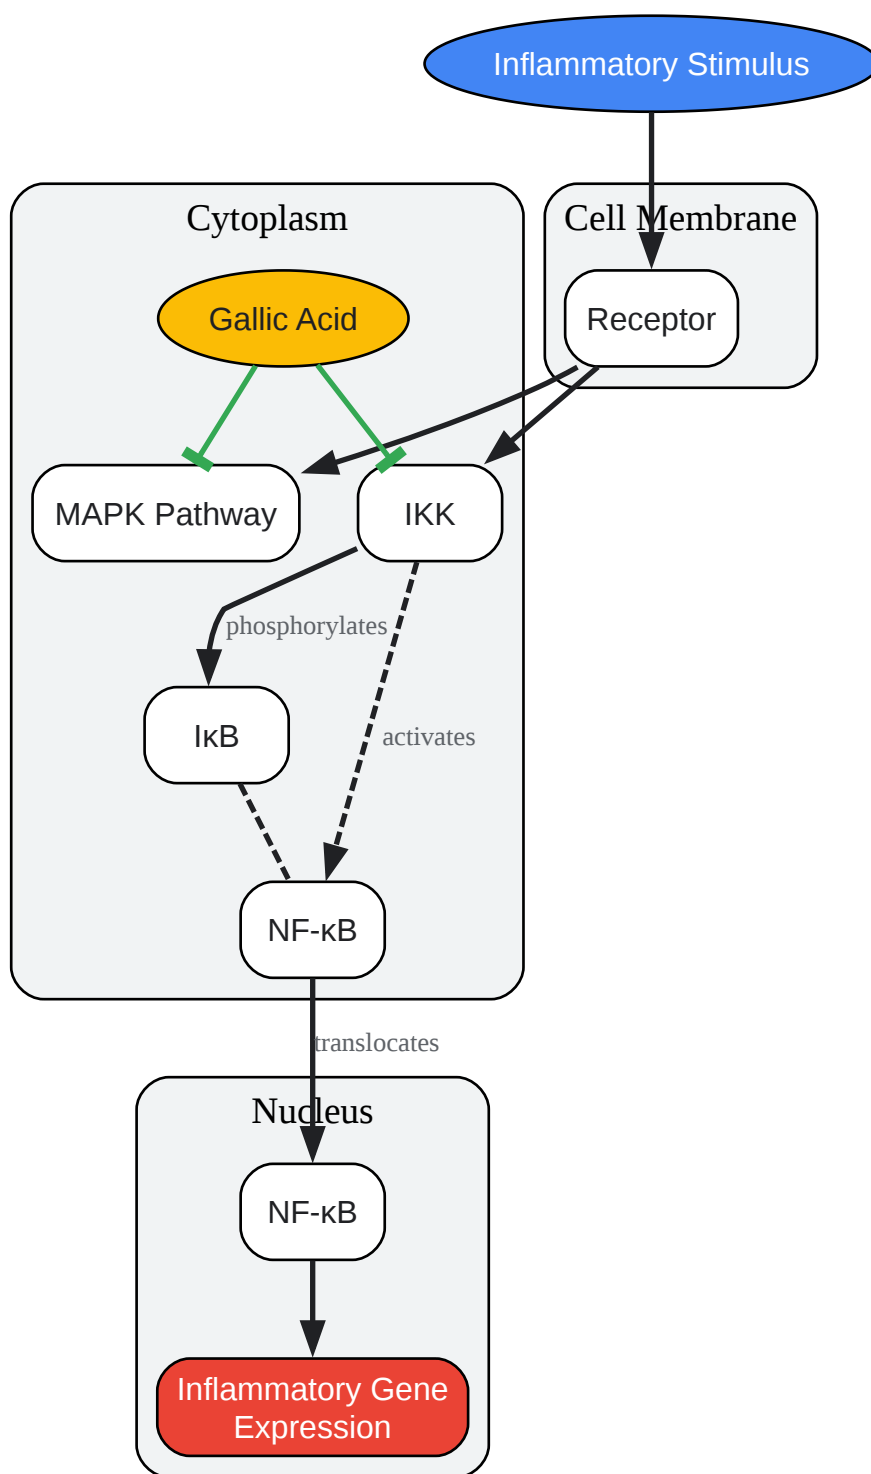 Inflammatory Stimulus
Cytoplasm
Cell Membrane
Gallic Acid
Receptor
MAPK Pathway
IKK
phosphorylates
IκB
activates
NF-κB
translocates
Nucleus
NF-κB
Inflammatory Gene
Expression